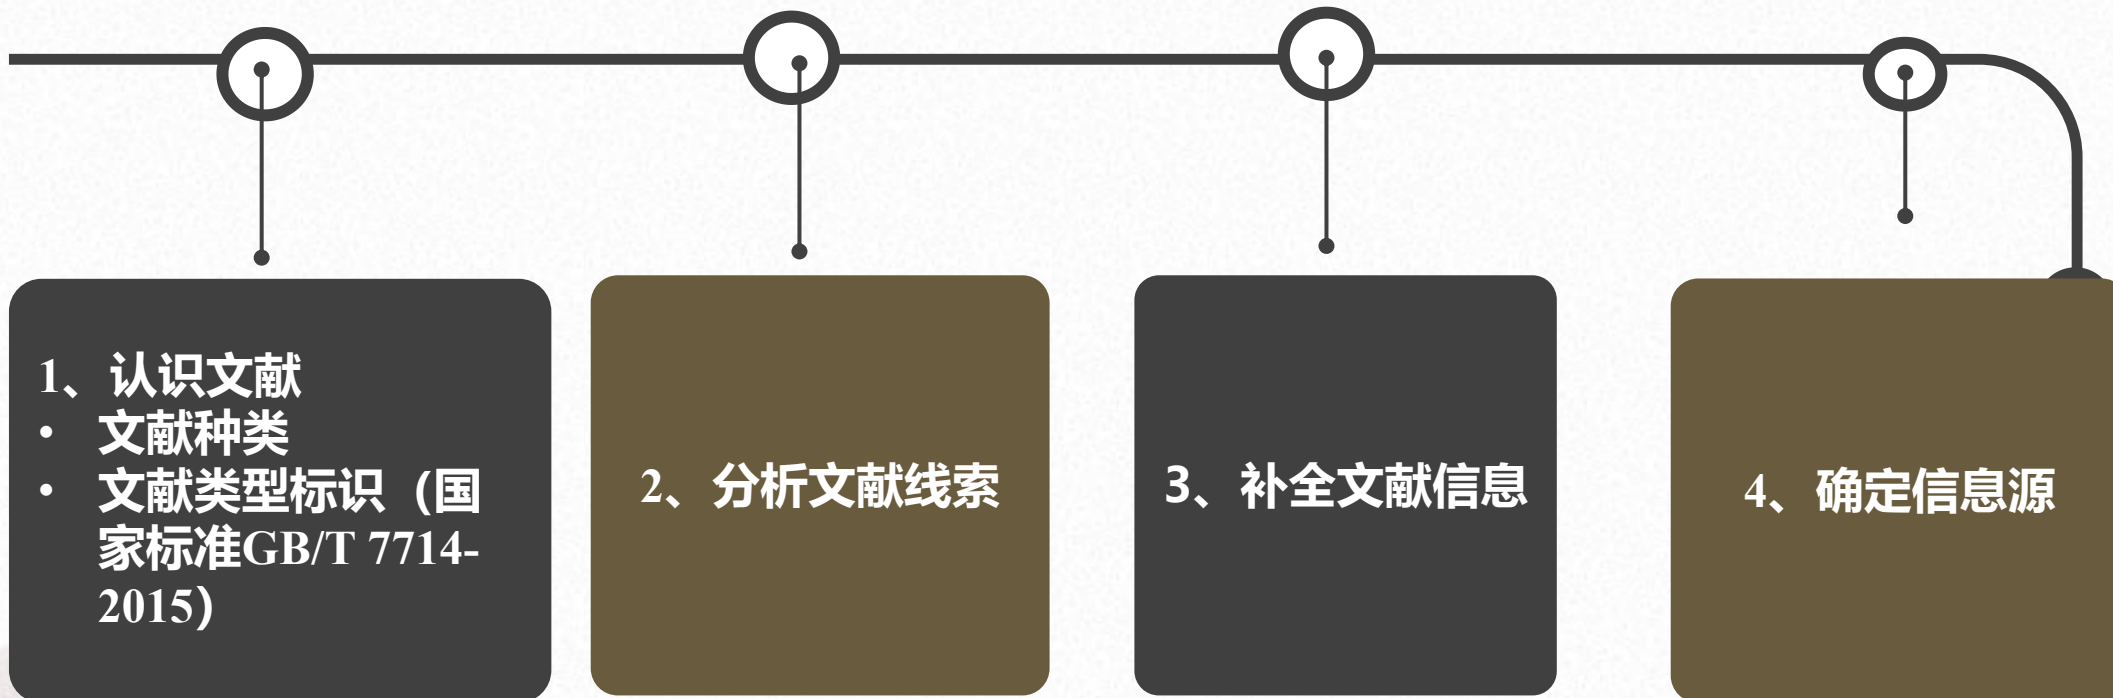 1、认识文献
• 文献种类
• 文献类型标识（国
家标准GB/T 7714-
2015）
2、分析文献线索
3、补全文献信息
4、确定信息源